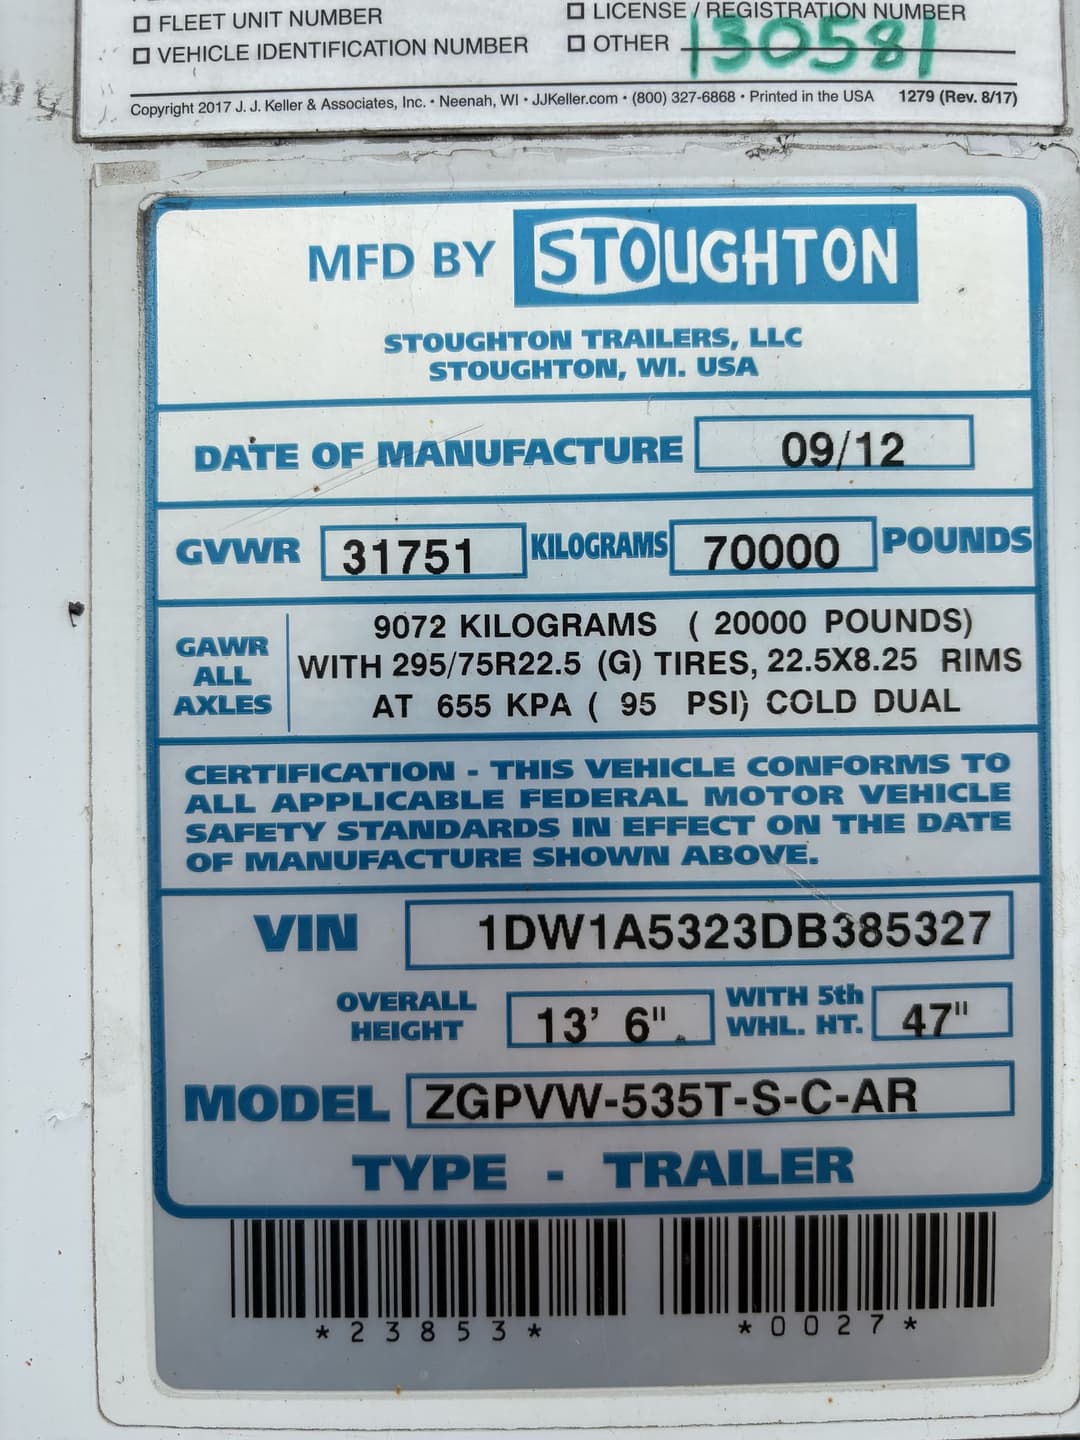 ☐ FLEET UNIT NUMBER
☐ LICENSE / REGISTRATION NUMBER
☐ VEHICLE IDENTIFICATION NUMBER
☐ OTHER 130581
Copyright 2017 J. J. Keller & Associates, Inc. • Neenah, WI • JJKeller.com • (800) 327-6868 • Printed in the USA 1279 (Rev. 8/17)
MFD BY STOUGHTON
STOUGHTON TRAILERS, LLC
STOUGHTON, WI. USA
DATE OF MANUFACTURE 09/12
GVWR 31751 KILOGRAMS 70000 POUNDS
GAWR ALL AXLES
9072 KILOGRAMS ( 20000 POUNDS)
WITH 295/75R22.5 (G) TIRES, 22.5X8.25 RIMS
AT 655 KPA ( 95 PSI) COLD DUAL
CERTIFICATION - THIS VEHICLE CONFORMS TO
ALL APPLICABLE FEDERAL MOTOR VEHICLE
SAFETY STANDARDS IN EFFECT ON THE DATE
OF MANUFACTURE SHOWN ABOVE.
VIN 1DW1A5323DB385327
OVERALL HEIGHT 13' 6" WITH 5th WHL. HT. 47"
MODEL ZGPVW-535T-S-C-AR
TYPE - TRAILER
*23853* *0027*